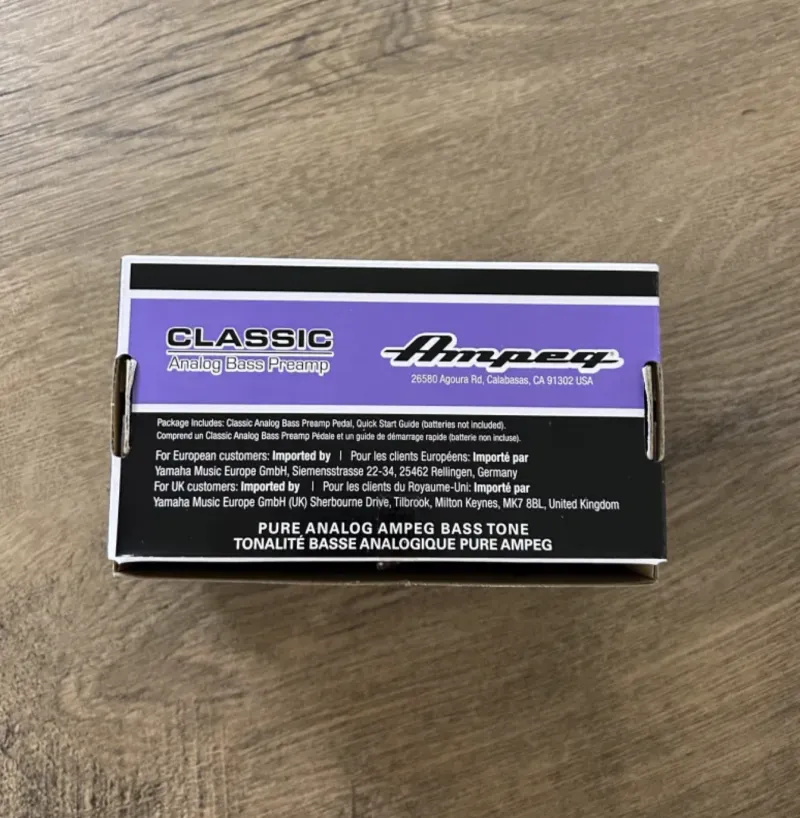 CLASSIC
Analog Bass Preamp
Ampeg
26580 Agoura Rd, Calabasas, CA 91302 USA
Package Includes: Classic Analog Bass Preamp Pedal, Quick Start Guide (batteries not included).
Comprend un Classic Analog Bass Preamp Pédale et un guide de démarrage rapide (batterie non incluse).
For European customers: Imported by | Pour les clients Européens: Importé par
Yamaha Music Europe GmbH, Siemensstrasse 22-34, 25462 Rellingen, Germany
For UK customers: Imported by | Pour les clients du Royaume-Uni: Importé par
Yamaha Music Europe GmbH (UK) Sherbourne Drive, Tilbrook, Milton Keynes, MK7 8BL, United Kingdom
PURE ANALOG AMPEG BASS TONE
TONALITÉ BASSE ANALOGIQUE PURE AMPEG